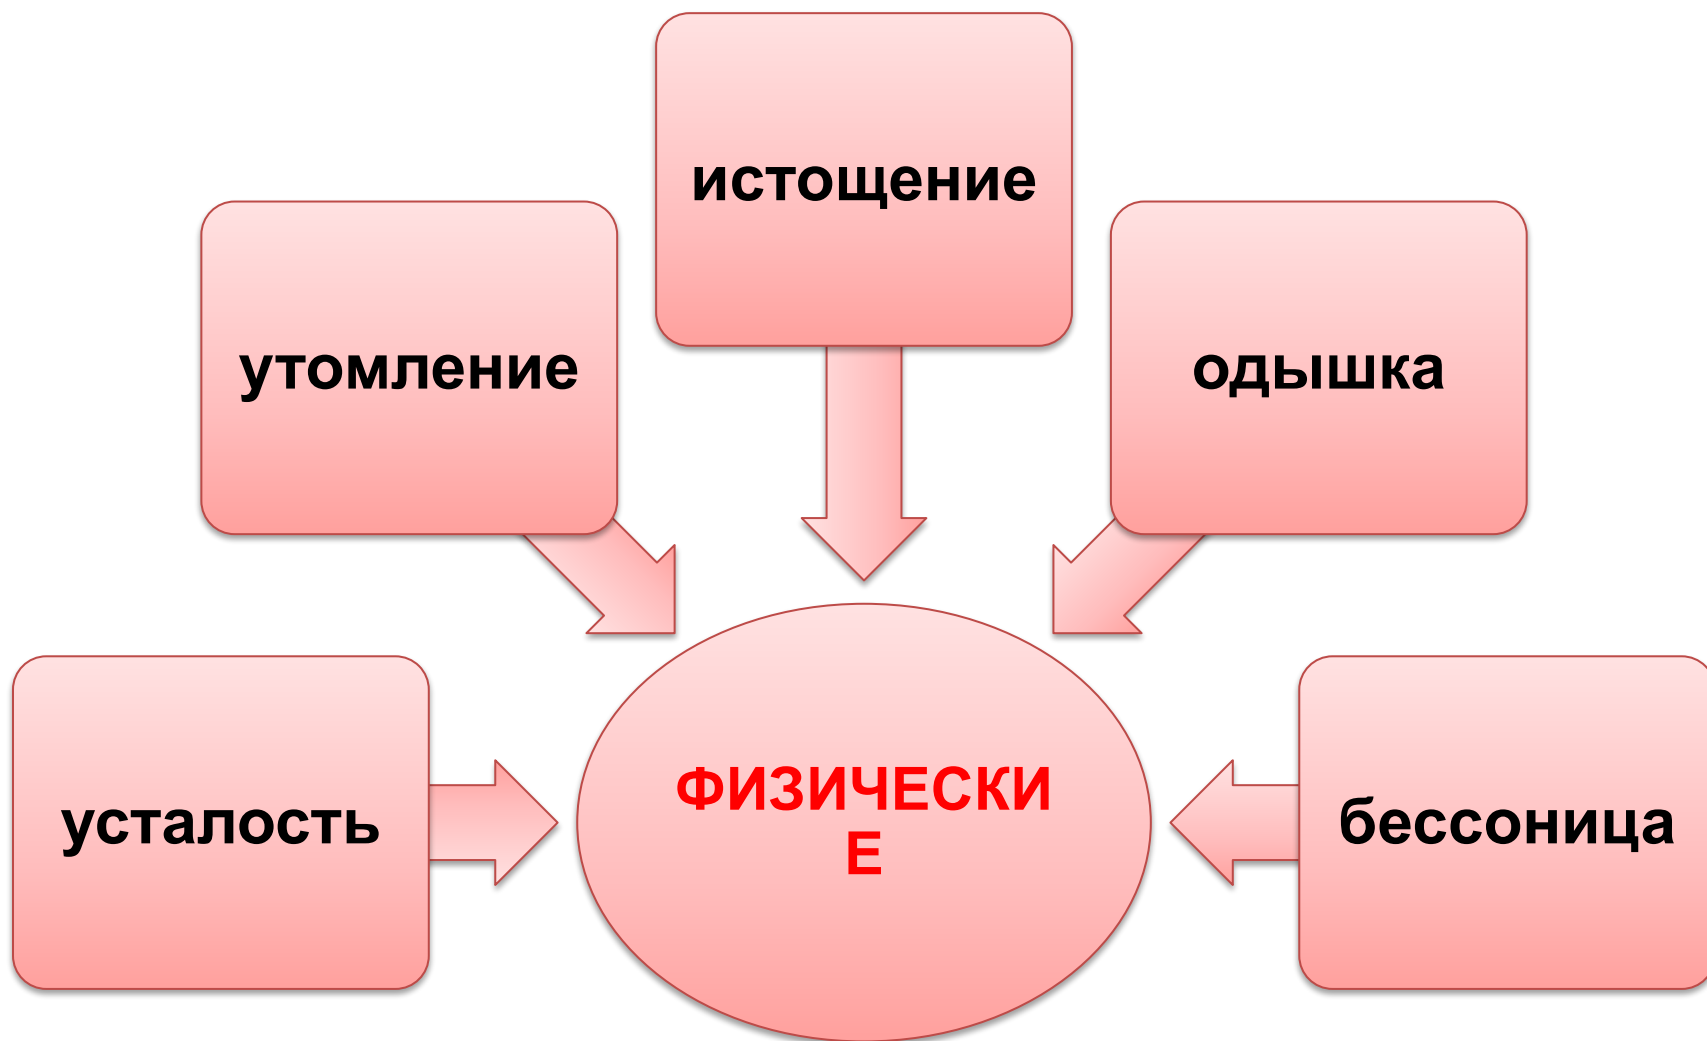 истощение
утомление
одышка
усталость
ФИЗИЧЕСКИ
Е
бессоница